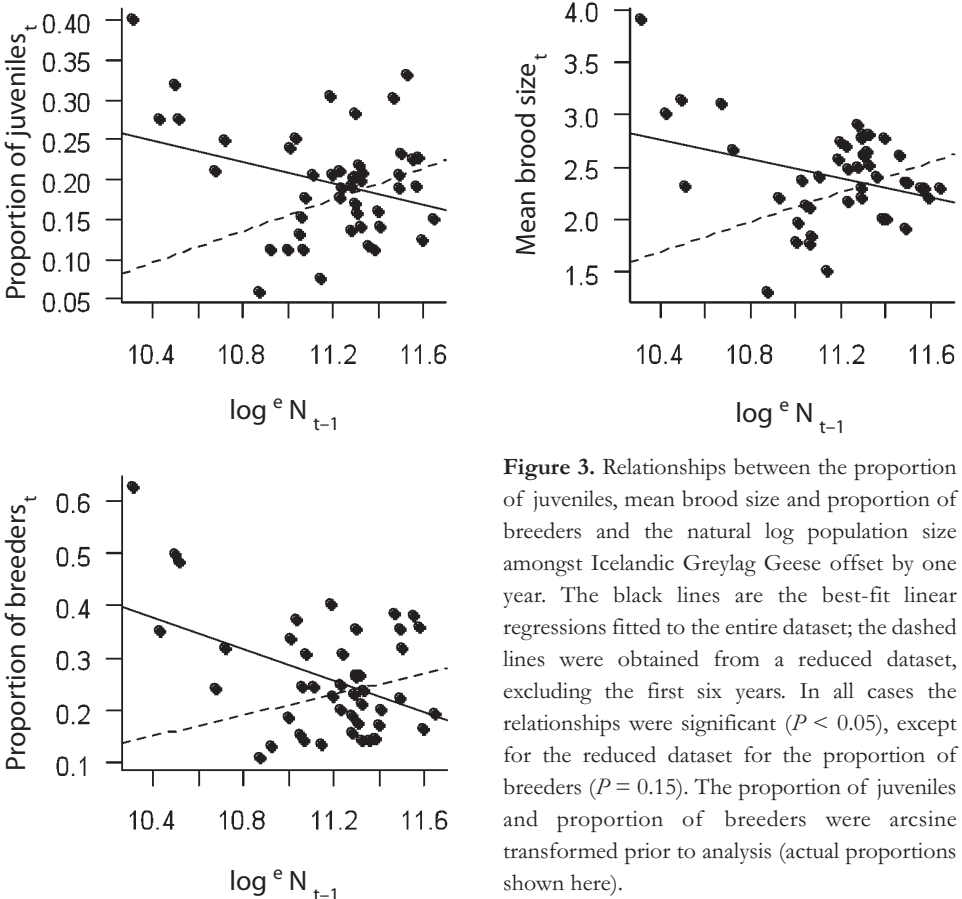 Proportion of juveniles t
0.40
0.35
0.30
0.25
0.20
0.15
0.10
0.05
10.4 10.8 11.2 11.6
log e N t–1
Mean brood size t
4.0
3.5
3.0
2.5
2.0
1.5
10.4 10.8 11.2 11.6
log e N t–1
Proportion of breeders t
0.6
0.5
0.4
0.3
0.2
0.1
10.4 10.8 11.2 11.6
log e N t–1
Figure 3. Relationships between the proportion
of juveniles, mean brood size and proportion of
breeders and the natural log population size
amongst Icelandic Greylag Geese offset by one
year. The black lines are the best-fit linear
regressions fitted to the entire dataset; the dashed
lines were obtained from a reduced dataset,
excluding the first six years. In all cases the
relationships were significant (P < 0.05), except
for the reduced dataset for the proportion of
breeders (P = 0.15). The proportion of juveniles
and proportion of breeders were arcsine
transformed prior to analysis (actual proportions
shown here).